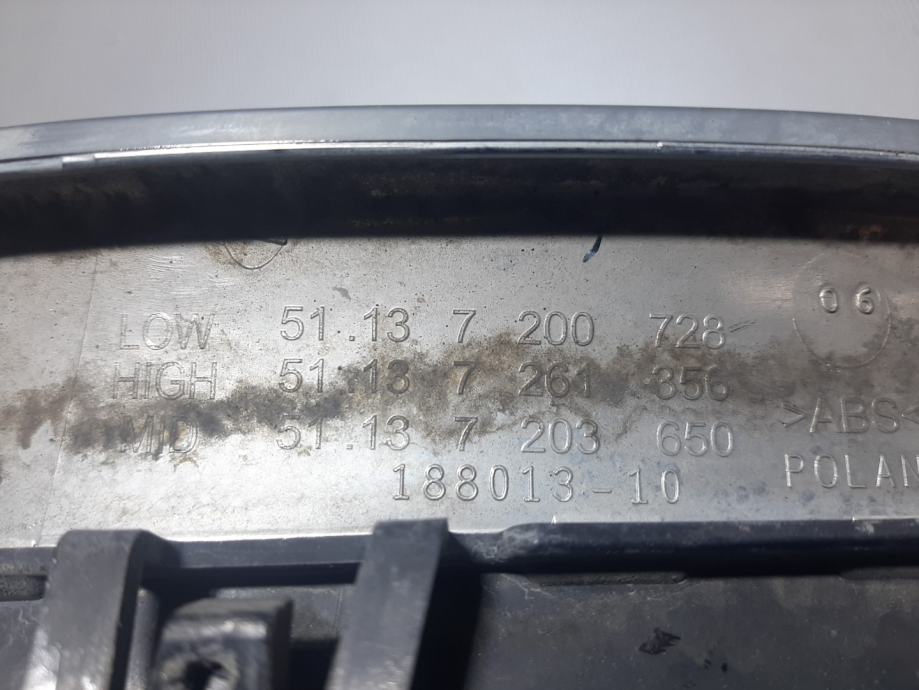 LOW 51.13 7 200 728
HIGH 51.13 7 261 356
MID 51.13 7 203 650
188013-10
06
>ABS<
POLAN